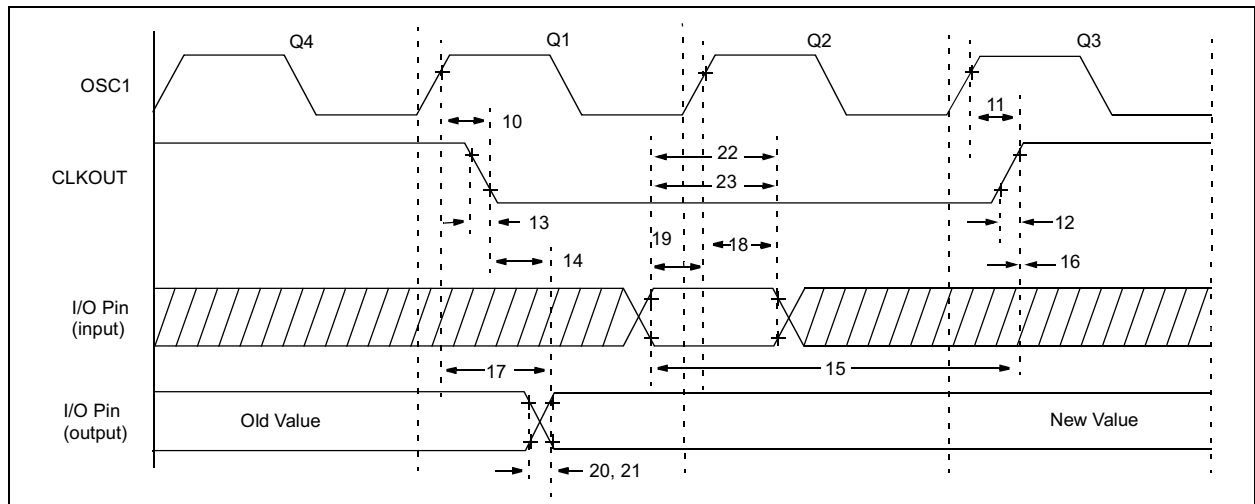 Q4 Q1 Q2 Q3
OSC1
10
11
22
CLKOUT
23
13
12
19
18
14
16
I/O Pin
(input)
17
15
I/O Pin
(output)
Old Value
New Value
20, 21